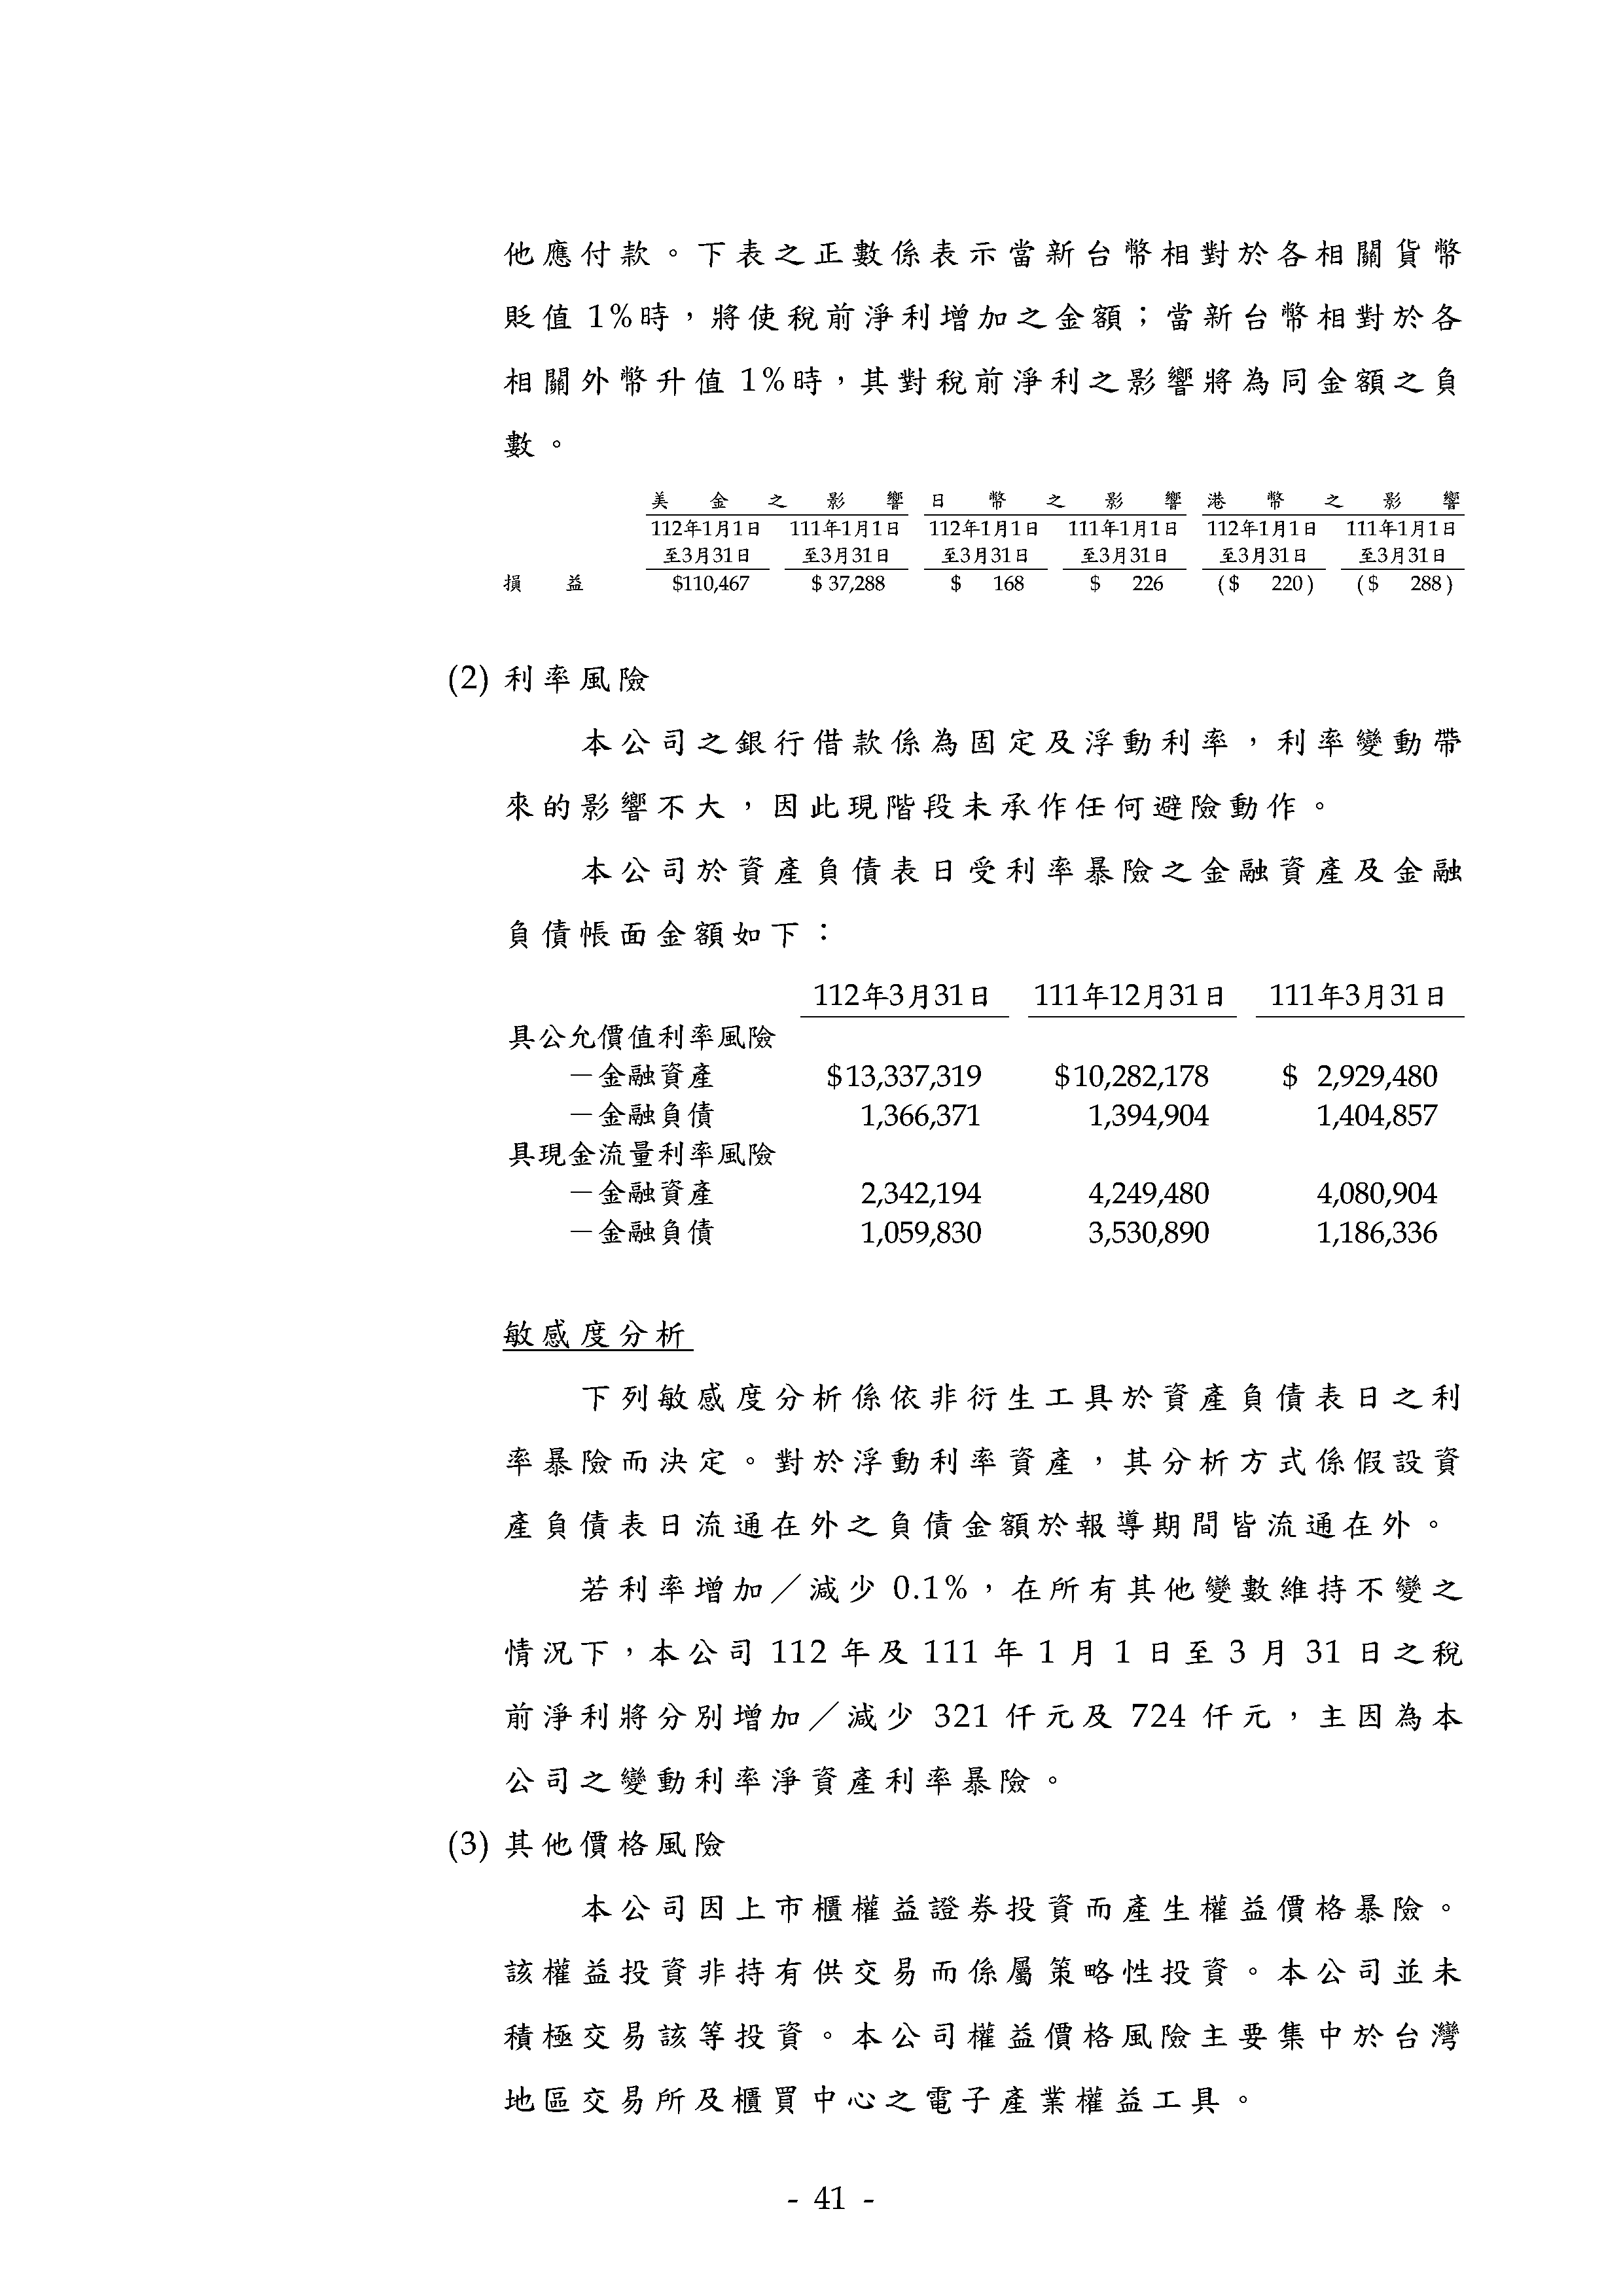 他應付款。下表之正數係表示當新台幣相對於各相關貨幣
貶值 1%時，將使稅前淨利增加之金額；當新台幣相對於各
相關外幣升值 1%時，其對稅前淨利之影響將為同金額之負
數。
美金之影響 日幣之影響 港幣之影響
112年1月1日 111年1月1日 112年1月1日 111年1月1日 112年1月1日 111年1月1日
至3月31日 至3月31日 至3月31日 至3月31日 至3月31日 至3月31日
損益 $110,467 $ 37,288 $ 168 $ 226 ($ 220) ($ 288)
(2) 利率風險
本公司之銀行借款係為固定及浮動利率，利率變動帶
來的影響不大，因此現階段未承作任何避險動作。
本公司於資產負債表日受利率暴險之金融資產及金融
負債帳面金額如下：
112年3月31日 111年12月31日 111年3月31日
具公允價值利率風險
－金融資產 $13,337,319 $10,282,178 $ 2,929,480
－金融負債 1,366,371 1,394,904 1,404,857
具現金流量利率風險
－金融資產 2,342,194 4,249,480 4,080,904
－金融負債 1,059,830 3,530,890 1,186,336
敏感度分析
下列敏感度分析係依非衍生工具於資產負債表日之利
率暴險而決定。對於浮動利率資產，其分析方式係假設資
產負債表日流通在外之負債金額於報導期間皆流通在外。
若利率增加／減少 0.1%，在所有其他變數維持不變之
情況下，本公司 112 年及 111 年 1 月 1 日至 3 月 31 日之稅
前淨利將分別增加／減少 321 仟元及 724 仟元，主因為本
公司之變動利率淨資產利率暴險。
(3) 其他價格風險
本公司因上市櫃權益證券投資而產生權益價格暴險。
該權益投資非持有供交易而係屬策略性投資。本公司並未
積極交易該等投資。本公司權益價格風險主要集中於台灣
地區交易所及櫃買中心之電子產業權益工具。
- 41 -